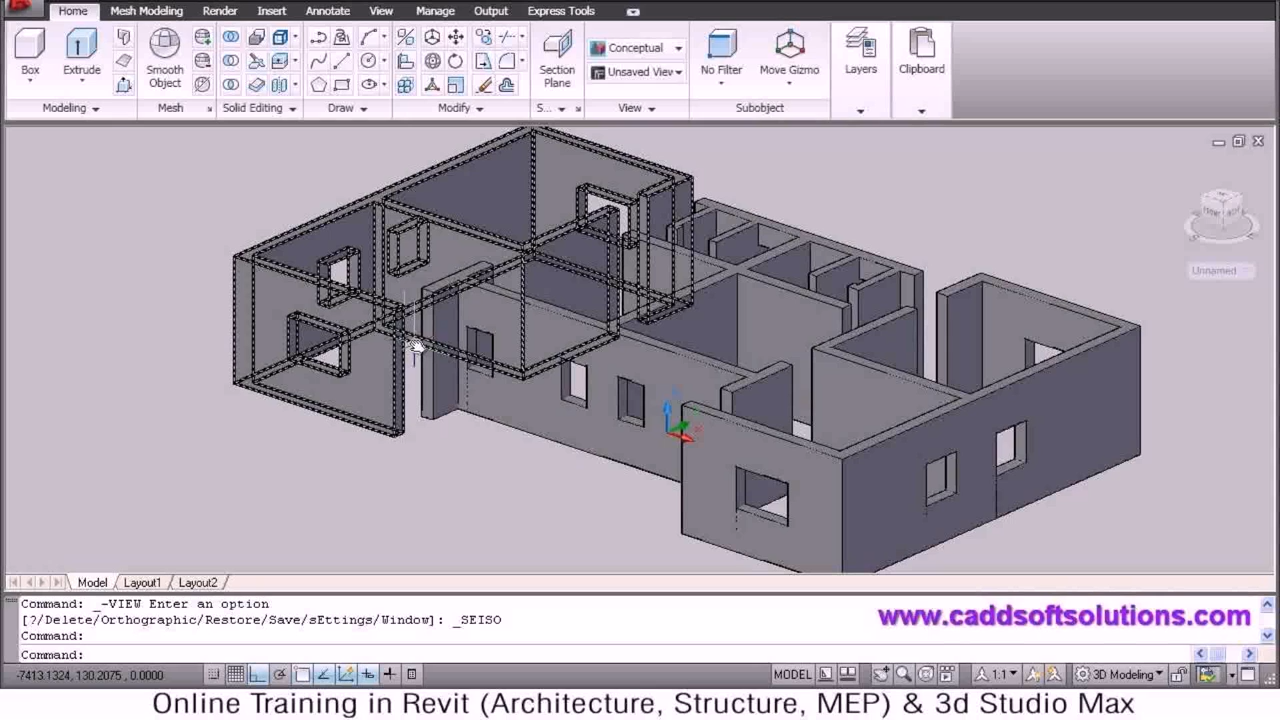 Home Mesh Modeling Render Insert Annotate View Manage Output Express Tools
Box Extrude Smooth Object Section Plane Conceptual Unsaved View No Filter Move Gizmo Layers Clipboard
Modeling Mesh Solid Editing Draw Modify S... View Subobject
Unnamed
Model Layout1 Layout2
Command: _-VIEW Enter an option
[?/Delete/Orthographic/Restore/Save/sEttings/Window]: _SEISO
Command:
Command:
www.caddsoftsolutions.com
-7413.1324, 130.2075, 0.0000 MODEL 1:1 3D Modeling
Online Training in Revit (Architecture, Structure, MEP) & 3d Studio Max